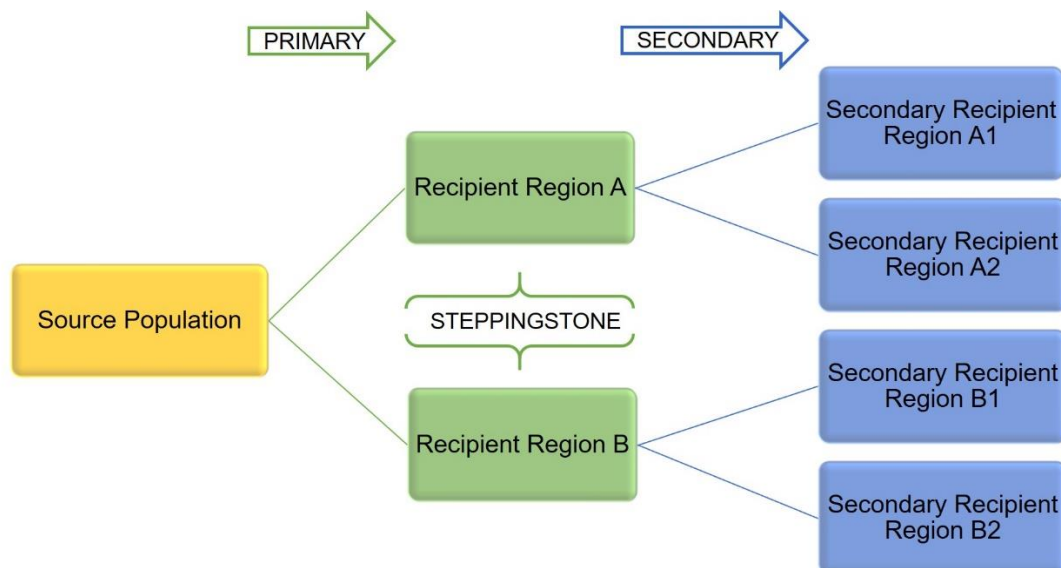 PRIMARY
SECONDARY
Secondary Recipient
Region A1
Recipient Region A
Secondary Recipient
Region A2
Source Population
STEPPINGSTONE
Secondary Recipient
Region B1
Recipient Region B
Secondary Recipient
Region B2